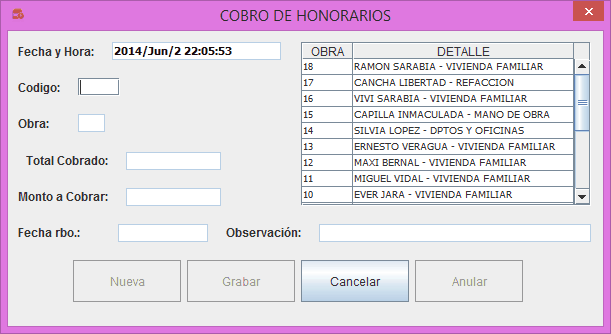 COBRO DE HONORARIOS
Fecha y Hora: 2014/Jun/2 22:05:53
Codigo:
Obra:
Total Cobrado:
Monto a Cobrar:
OBRA DETALLE
18 RAMON SARABIA - VIVIENDA FAMILIAR
17 CANCHA LIBERTAD - REFACCION
16 VIVI SARABIA - VIVIENDA FAMILIAR
15 CAPILLA INMACULADA - MANO DE OBRA
14 SILVIA LOPEZ - DPTOS Y OFICINAS
13 ERNESTO VERAGUA - VIVIENDA FAMILIAR
12 MAXI BERNAL - VIVIENDA FAMILIAR
11 MIGUEL VIDAL - VIVIENDA FAMILIAR
10 EVER JARA - VIVIENDA FAMILIAR
Fecha rbo.: Observación:
Nueva Grabar Cancelar Anular